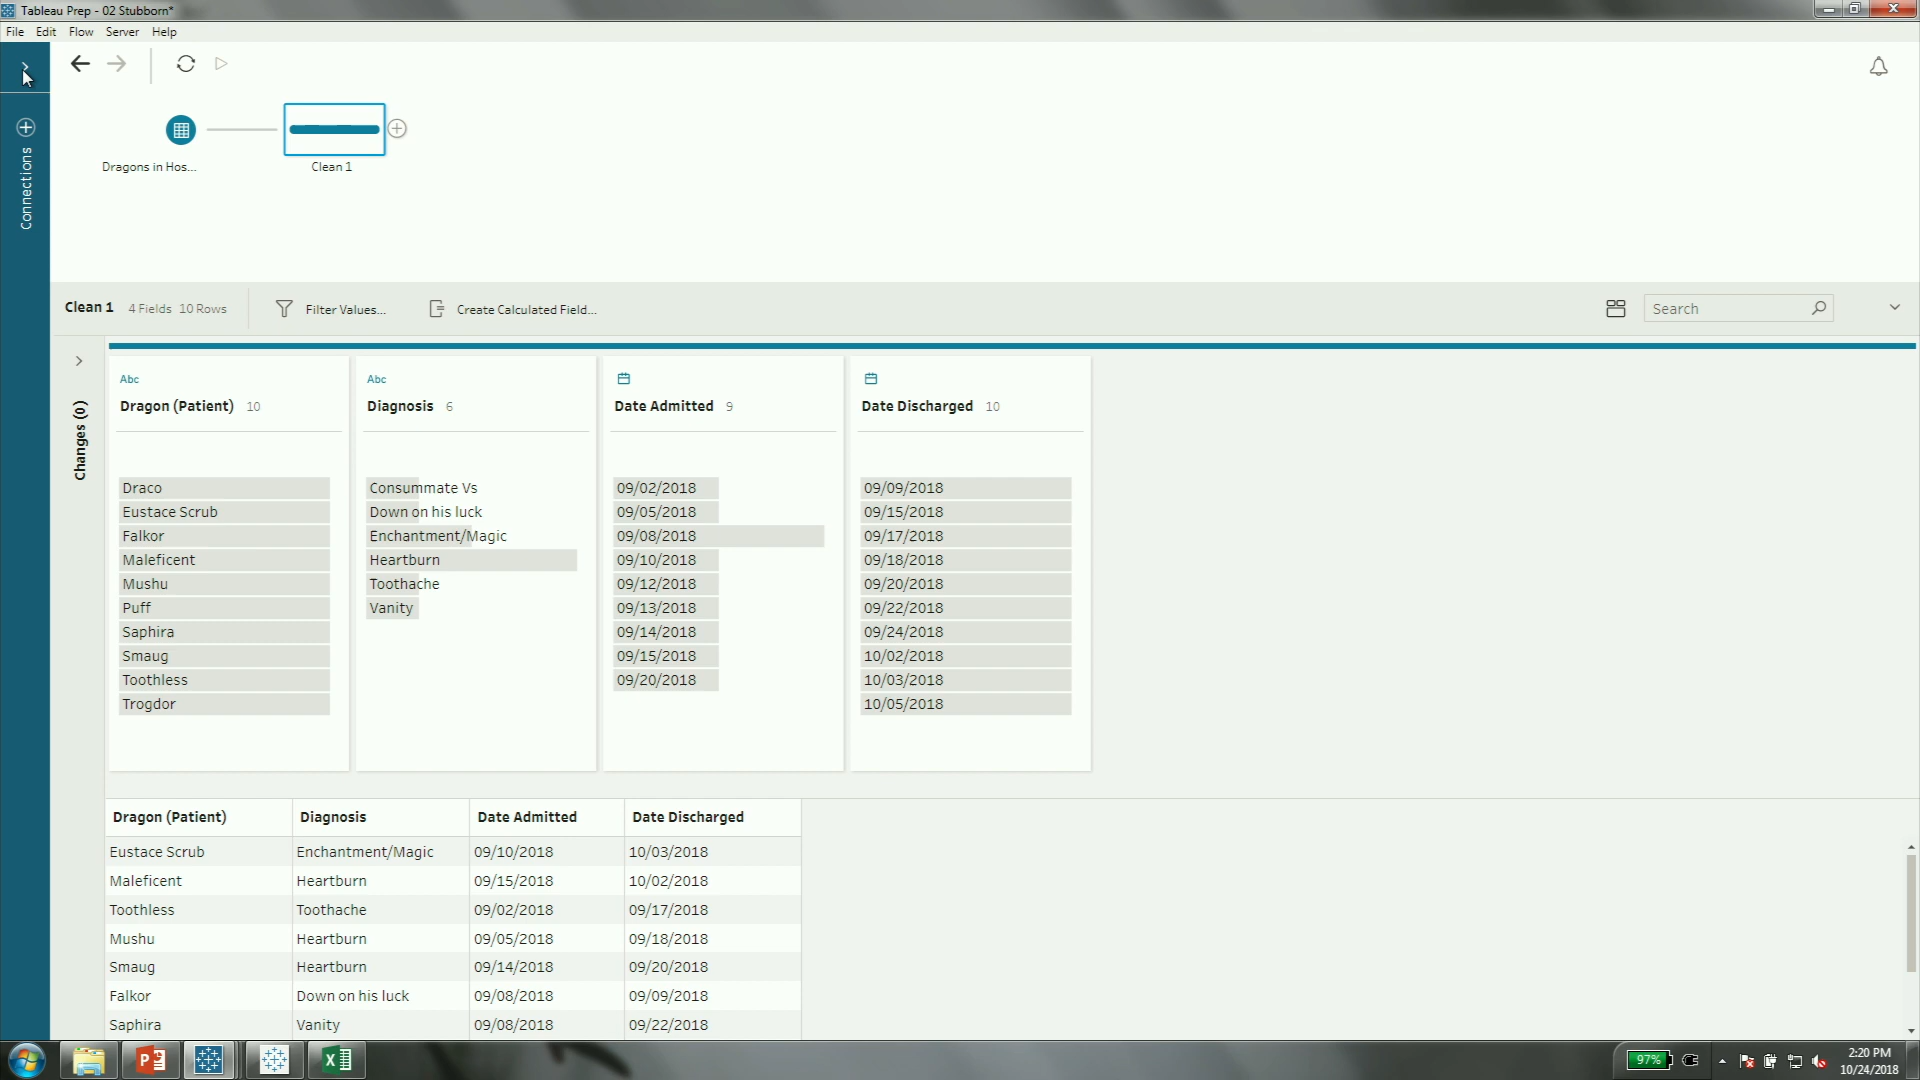 Tableau Prep - 02 Stubborn*
File Edit Flow Server Help
Connections
Dragons in Hos...
Clean 1
Clean 1 4 Fields 10 Rows Filter Values... Create Calculated Field... Search
Changes (0)
Abc
Dragon (Patient) 10
Draco
Eustace Scrub
Falkor
Maleficent
Mushu
Puff
Saphira
Smaug
Toothless
Trogdor
Abc
Diagnosis 6
Consummate Vs
Down on his luck
Enchantment/Magic
Heartburn
Toothache
Vanity
Date Admitted 9
09/02/2018
09/05/2018
09/08/2018
09/10/2018
09/12/2018
09/13/2018
09/14/2018
09/15/2018
09/20/2018
Date Discharged 10
09/09/2018
09/15/2018
09/17/2018
09/18/2018
09/20/2018
09/22/2018
09/24/2018
10/02/2018
10/03/2018
10/05/2018
Dragon (Patient) Diagnosis Date Admitted Date Discharged
Eustace Scrub Enchantment/Magic 09/10/2018 10/03/2018
Maleficent Heartburn 09/15/2018 10/02/2018
Toothless Toothache 09/02/2018 09/17/2018
Mushu Heartburn 09/05/2018 09/18/2018
Smaug Heartburn 09/14/2018 09/20/2018
Falkor Down on his luck 09/08/2018 09/09/2018
Saphira Vanity 09/08/2018 09/22/2018
97%
2:20 PM
10/24/2018